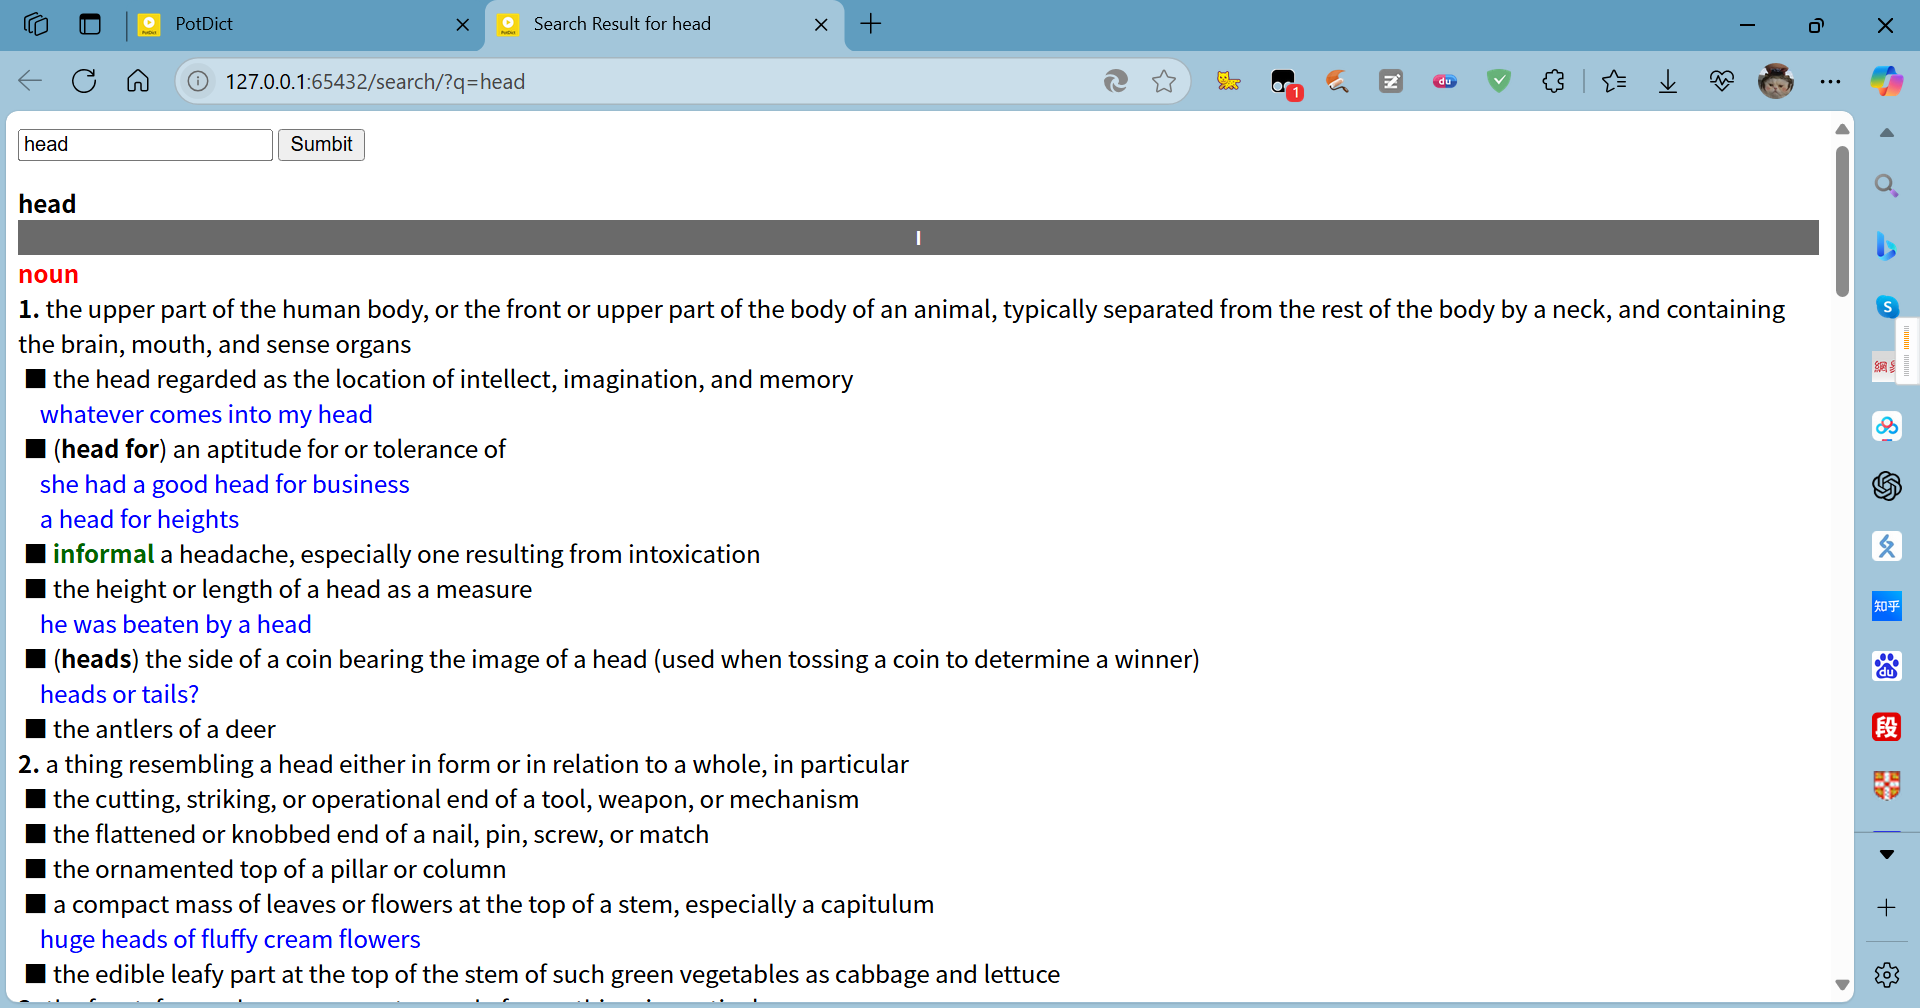 PotDict
Search Result for head
127.0.0.1:65432/search/?q=head
1
head
Sumbit
head
I
noun
1. the upper part of the human body, or the front or upper part of the body of an animal, typically separated from the rest of the body by a neck, and containing
the brain, mouth, and sense organs
■ the head regarded as the location of intellect, imagination, and memory
whatever comes into my head
■ (head for) an aptitude for or tolerance of
she had a good head for business
a head for heights
■ informal a headache, especially one resulting from intoxication
■ the height or length of a head as a measure
he was beaten by a head
■ (heads) the side of a coin bearing the image of a head (used when tossing a coin to determine a winner)
heads or tails?
■ the antlers of a deer
2. a thing resembling a head either in form or in relation to a whole, in particular
■ the cutting, striking, or operational end of a tool, weapon, or mechanism
■ the flattened or knobbed end of a nail, pin, screw, or match
■ the ornamented top of a pillar or column
■ a compact mass of leaves or flowers at the top of a stem, especially a capitulum
huge heads of fluffy cream flowers
■ the edible leafy part at the top of the stem of such green vegetables as cabbage and lettuce
du
S
知乎
du
段